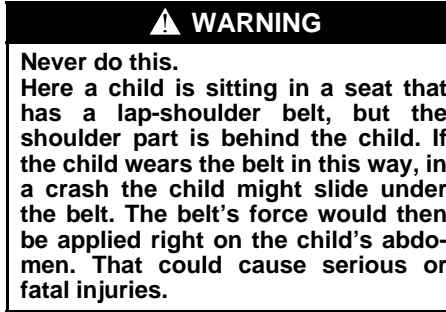 WARNING
Never do this.
Here a child is sitting in a seat that
has a lap-shoulder belt, but the
shoulder part is behind the child. If
the child wears the belt in this way, in
a crash the child might slide under
the belt. The belt's force would then
be applied right on the child's abdo-
men. That could cause serious or
fatal injuries.